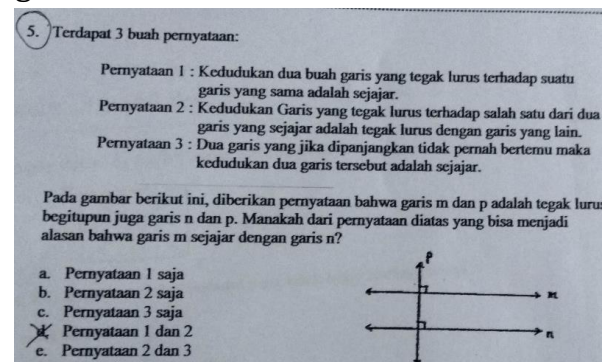 5. Terdapat 3 buah pernyataan:
Pernyataan 1 : Kedudukan dua buah garis yang tegak lurus terhadap suatu
garis yang sama adalah sejajar.
Pernyataan 2 : Kedudukan Garis yang tegak lurus terhadap salah satu dari dua
garis yang sejajar adalah tegak lurus dengan garis yang lain.
Pernyataan 3 : Dua garis yang jika dipanjangkan tidak pernah bertemu maka
kedudukan dua garis tersebut adalah sejajar.
Pada gambar berikut ini, diberikan pernyataan bahwa garis m dan p adalah tegak lurus
begitupun juga garis n dan p. Manakah dari pernyataan diatas yang bisa menjadi
alasan bahwa garis m sejajar dengan garis n?
a. Pernyataan 1 saja
b. Pernyataan 2 saja
c. Pernyataan 3 saja
d. Pernyataan 1 dan 2
e. Pernyataan 2 dan 3
p
m
n